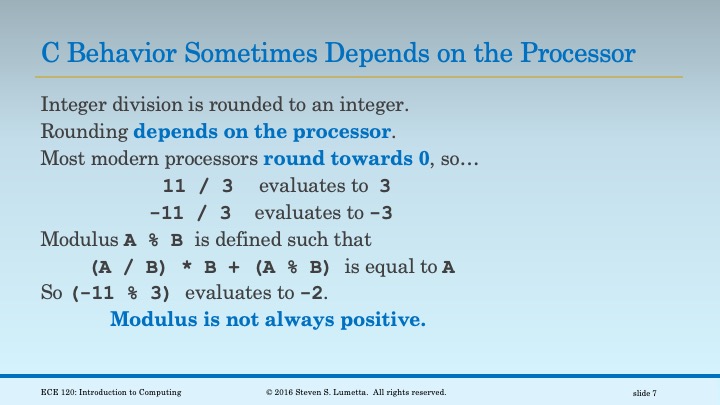 C Behavior Sometimes Depends on the Processor
Integer division is rounded to an integer.
Rounding depends on the processor.
Most modern processors round towards 0, so…
11 / 3 evaluates to 3
-11 / 3 evaluates to -3
Modulus A % B is defined such that
(A / B) * B + (A % B) is equal to A
So (-11 % 3) evaluates to -2.
Modulus is not always positive.
ECE 120: Introduction to Computing © 2016 Steven S. Lumetta. All rights reserved. slide 7